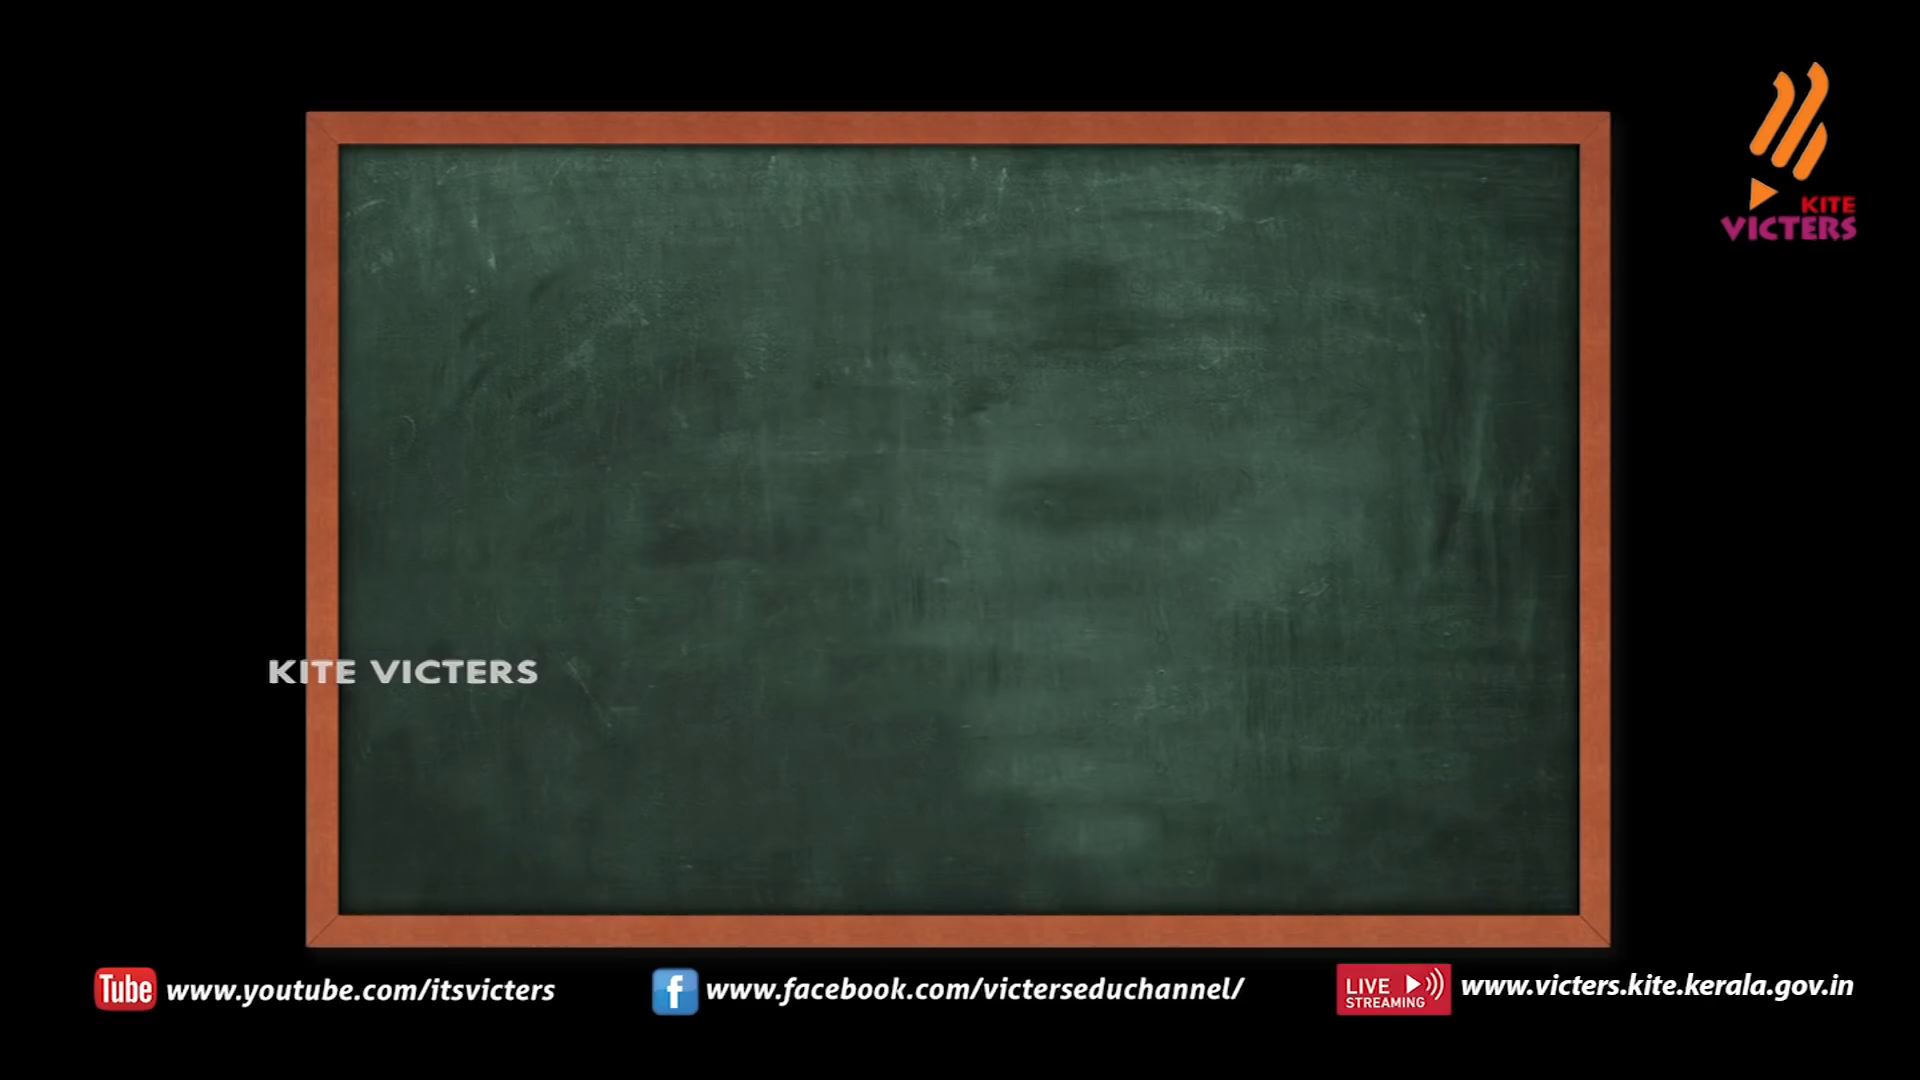 KITE
VICTERS
KITE VICTERS
Tube www.youtube.com/itsvicters
f www.facebook.com/victerseduchannel/
LIVE
STREAMING
www.victers.kite.kerala.gov.in